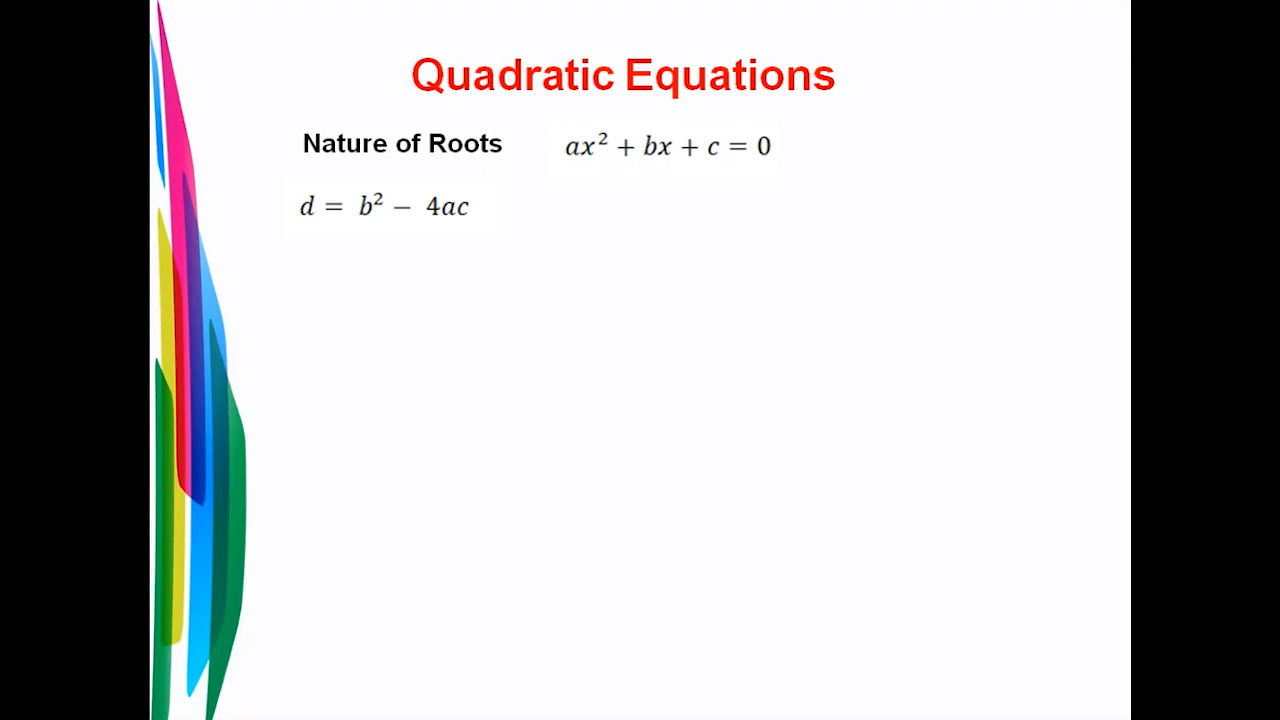 Quadratic Equations
Nature of Roots ax² + bx + c = 0
d = b² − 4ac